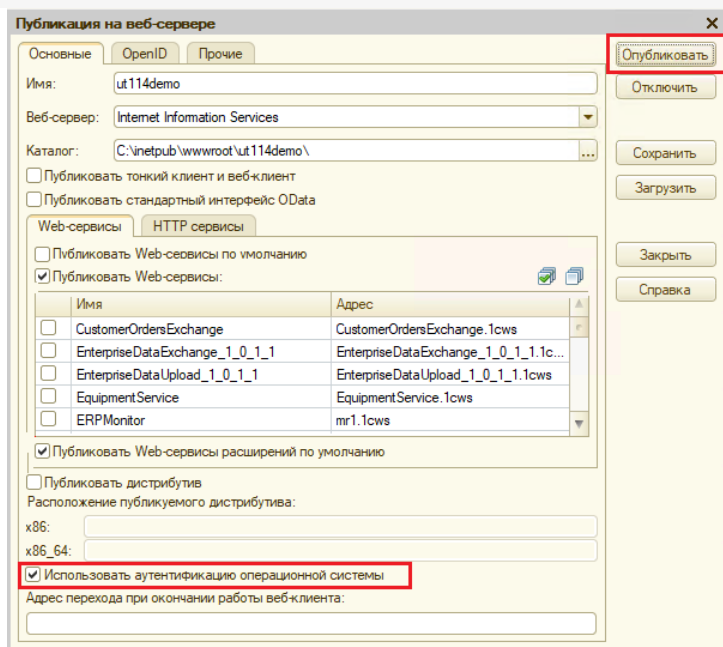 Публикация на веб-сервере
Основные OpenID Прочие
Опубликовать
Имя: ut114demo
Отключить
Веб-сервер: Internet Information Services
Каталог: C:\inetpub\wwwroot\ut114demo\ ...
Сохранить
Публиковать тонкий клиент и веб-клиент
Загрузить
Публиковать стандартный интерфейс OData
Web-сервисы HTTP сервисы
Публиковать Web-сервисы по умолчанию
Закрыть
Публиковать Web-сервисы:
Справка
Имя Адрес
CustomerOrdersExchange CustomerOrdersExchange.1cws
EnterpriseDataExchange_1_0_1_1 EnterpriseDataExchange_1_0_1_1.1c...
EnterpriseDataUpload_1_0_1_1 EnterpriseDataUpload_1_0_1_1.1cws
EquipmentService EquipmentService.1cws
ERPMonitor mr1.1cws
Публиковать Web-сервисы расширений по умолчанию
Публиковать дистрибутив
Расположение публикуемого дистрибутива:
x86:
x86_64:
Использовать аутентификацию операционной системы
Адрес перехода при окончании работы веб-клиента: